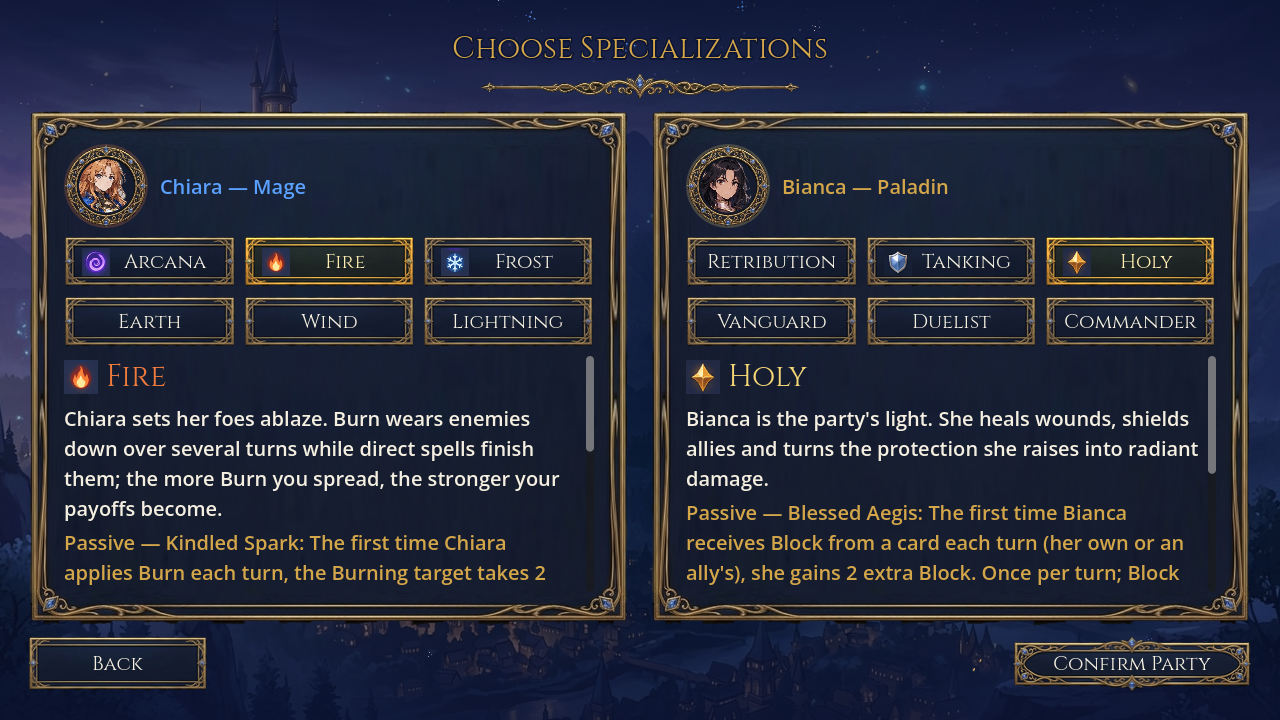 Choose Specializations
Chiara — Mage
Arcana
Fire
Frost
Earth
Wind
Lightning
Fire
Chiara sets her foes ablaze. Burn wears enemies
down over several turns while direct spells finish
them; the more Burn you spread, the stronger your
payoffs become.
Passive — Kindled Spark: The first time Chiara
applies Burn each turn, the Burning target takes 2
Bianca — Paladin
Retribution
Tanking
Holy
Vanguard
Duelist
Commander
Holy
Bianca is the party's light. She heals wounds, shields
allies and turns the protection she raises into radiant
damage.
Passive — Blessed Aegis: The first time Bianca
receives Block from a card each turn (her own or an
ally's), she gains 2 extra Block. Once per turn; Block
Back
Confirm Party